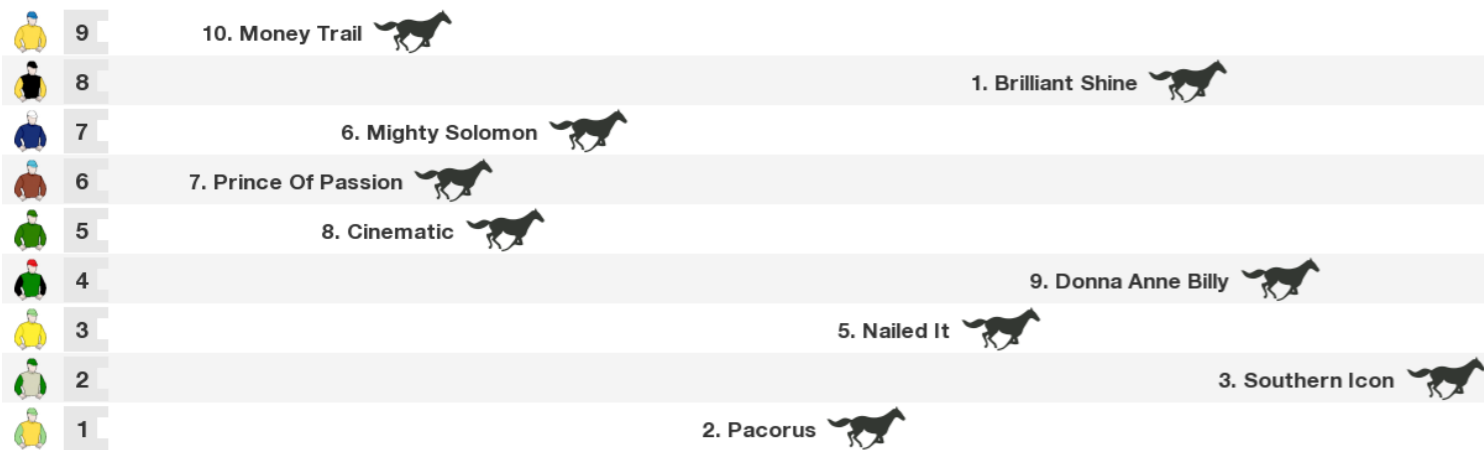 9 10. Money Trail
8 1. Brilliant Shine
7 6. Mighty Solomon
6 7. Prince Of Passion
5 8. Cinematic
4 9. Donna Anne Billy
3 5. Nailed It
2 3. Southern Icon
1 2. Pacorus